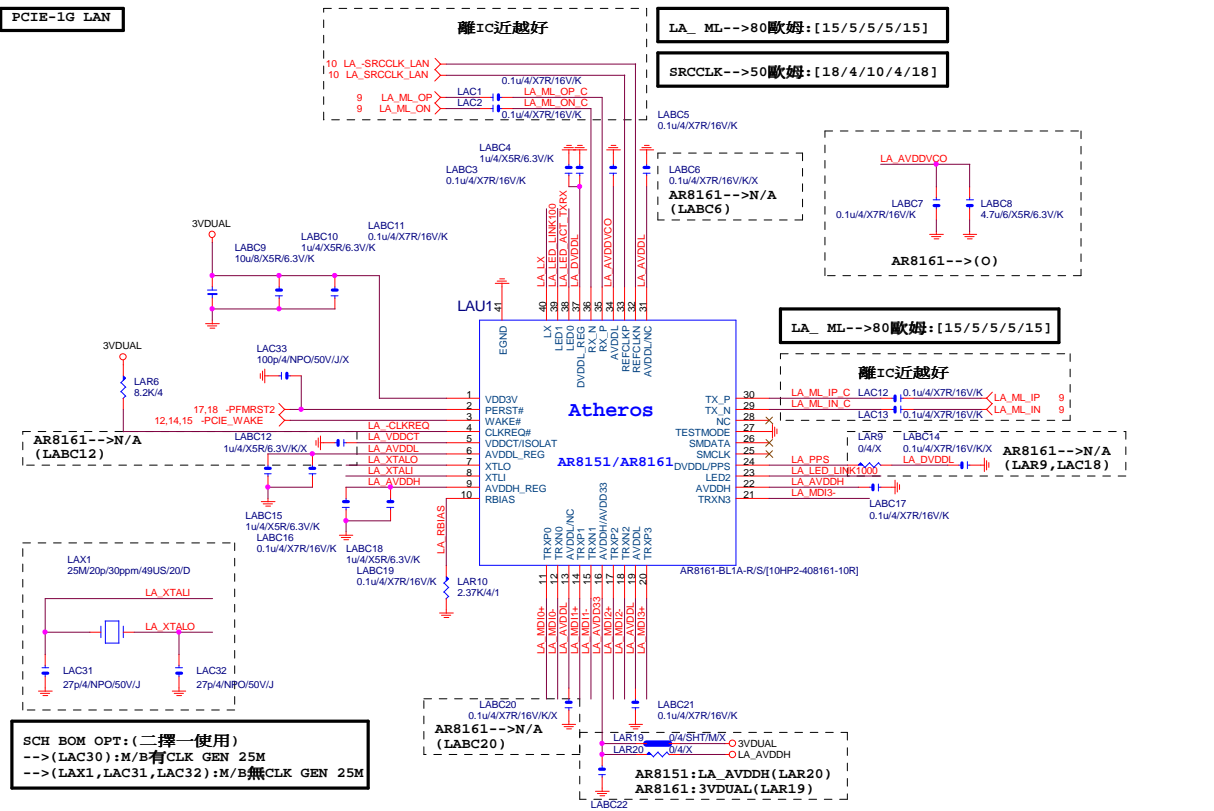 PCIE-1G LAN
離IC近越好
10 LA_-SRCCLK_LAN
10 LA_SRCCLK_LAN
0.1u/4/X7R/16V/K
9 LA_ML_OP
LAC1
LA_ML_OP_C
9 LA_ML_ON
LAC2
LA_ML_ON_C
0.1u/4/X7R/16V/K
LA_ ML-->80歐姆:[15/5/5/5/15]
SRCCLK-->50歐姆:[18/4/10/4/18]
LABC5
0.1u/4/X7R/16V/K
LABC4
1u/4/X5R/6.3V/K
LABC3
0.1u/4/X7R/16V/K
LABC6
0.1u/4/X7R/16V/K/X
AR8161-->N/A
(LABC6)
LA_AVDDVCO
LABC7
0.1u/4/X7R/16V/K
LABC8
4.7u/6/X5R/6.3V/K
AR8161-->(O)
3VDUAL
LABC9
10u/8/X5R/6.3V/K
LABC10
1u/4/X5R/6.3V/K
LABC11
0.1u/4/X7R/16V/K
LA_LX
LA_LED_LINK100
LA_LED_ACT_TXRX
LA_DVDDL
LA_AVDDVCO
LA_AVDDL
LAU1
41
40
39
38
37
36
35
34
33
32
31
EGND
LX
LED1
LED0
DVDDL_REG
RX_N
RX_P
AVDDL
REFCLKP
REFCLKN
AVDDL/NC
LA_ ML-->80歐姆:[15/5/5/5/15]
3VDUAL
LAR6
8.2K/4
LAC33
100p/4/NPO/50V/J/X
17,18 -PFMRST2
12,14,15 -PCIE_WAKE
LA_-CLKREQ
LA_VDDCT
LA_AVDDL
LA_XTALO
LA_XTALI
LA_AVDDH
AR8161-->N/A
(LABC12)
LABC12
1u/4/X5R/6.3V/K/X
1 VDD3V
2 PERST#
3 WAKE#
4 CLKREQ#
5 VDDCT/ISOLAT
6 AVDDL_REG
7 XTLO
8 XTLI
9 AVDDH_REG
10 RBIAS
Atheros
AR8151/AR8161
TX_P 30
TX_N 29
NC 28
TESTMODE 27
SMDATA 26
SMCLK 25
DVDDL/PPS 24
LED2 23
AVDDH 22
TRXN3 21
離IC近越好
LA_ML_IP_C
LAC12
0.1u/4/X7R/16V/K
LA_ML_IP 9
LA_ML_IN_C
LA_ML_IN 9
LAC13
0.1u/4/X7R/16V/K
LAR9
0/4/X
LABC14
0.1u/4/X7R/16V/K/X
LA_PPS
LA_DVDDL
AR8161-->N/A
(LAR9,LAC18)
LA_LED_LINK1000
LA_AVDDH
LA_MDI3-
LABC17
0.1u/4/X7R/16V/K
LABC15
1u/4/X5R/6.3V/K
LABC16
0.1u/4/X7R/16V/K
LABC18
1u/4/X5R/6.3V/K
LABC19
0.1u/4/X7R/16V/K
LA_RBIAS
LAR10
2.37K/4/1
TRXP0
TRXN0
AVDDL/NC
TRXP1
TRXN1
AVDDH/AVDD33
TRXP2
TRXN2
AVDDL
TRXP3
11
12
13
14
15
16
17
18
19
20
AR8161-BL1A-R/S/[10HP2-408161-10R]
LA_MDI0+
LA_MDI0-
LA_AVDDL
LA_MDI1+
LA_MDI1-
LA_AVDD33
LA_MDI2+
LA_MDI2-
LA_AVDDL
LA_MDI3+
LAX1
25M/20p/30ppm/49US/20/D
LA_XTALI
LA_XTALO
LAC31
27p/4/NPO/50V/J
LAC32
27p/4/NPO/50V/J
LABC20
0.1u/4/X7R/16V/K/X
AR8161-->N/A
(LABC20)
LABC21
0.1u/4/X7R/16V/K
LAR19
0/4/SHT/M/X
3VDUAL
LAR20
0/4/X
LA_AVDDH
AR8151:LA_AVDDH(LAR20)
AR8161:3VDUAL(LAR19)
LABC22
SCH BOM OPT:(二擇一使用)
-->(LAC30):M/B有CLK GEN 25M
-->(LAX1,LAC31,LAC32):M/B無CLK GEN 25M